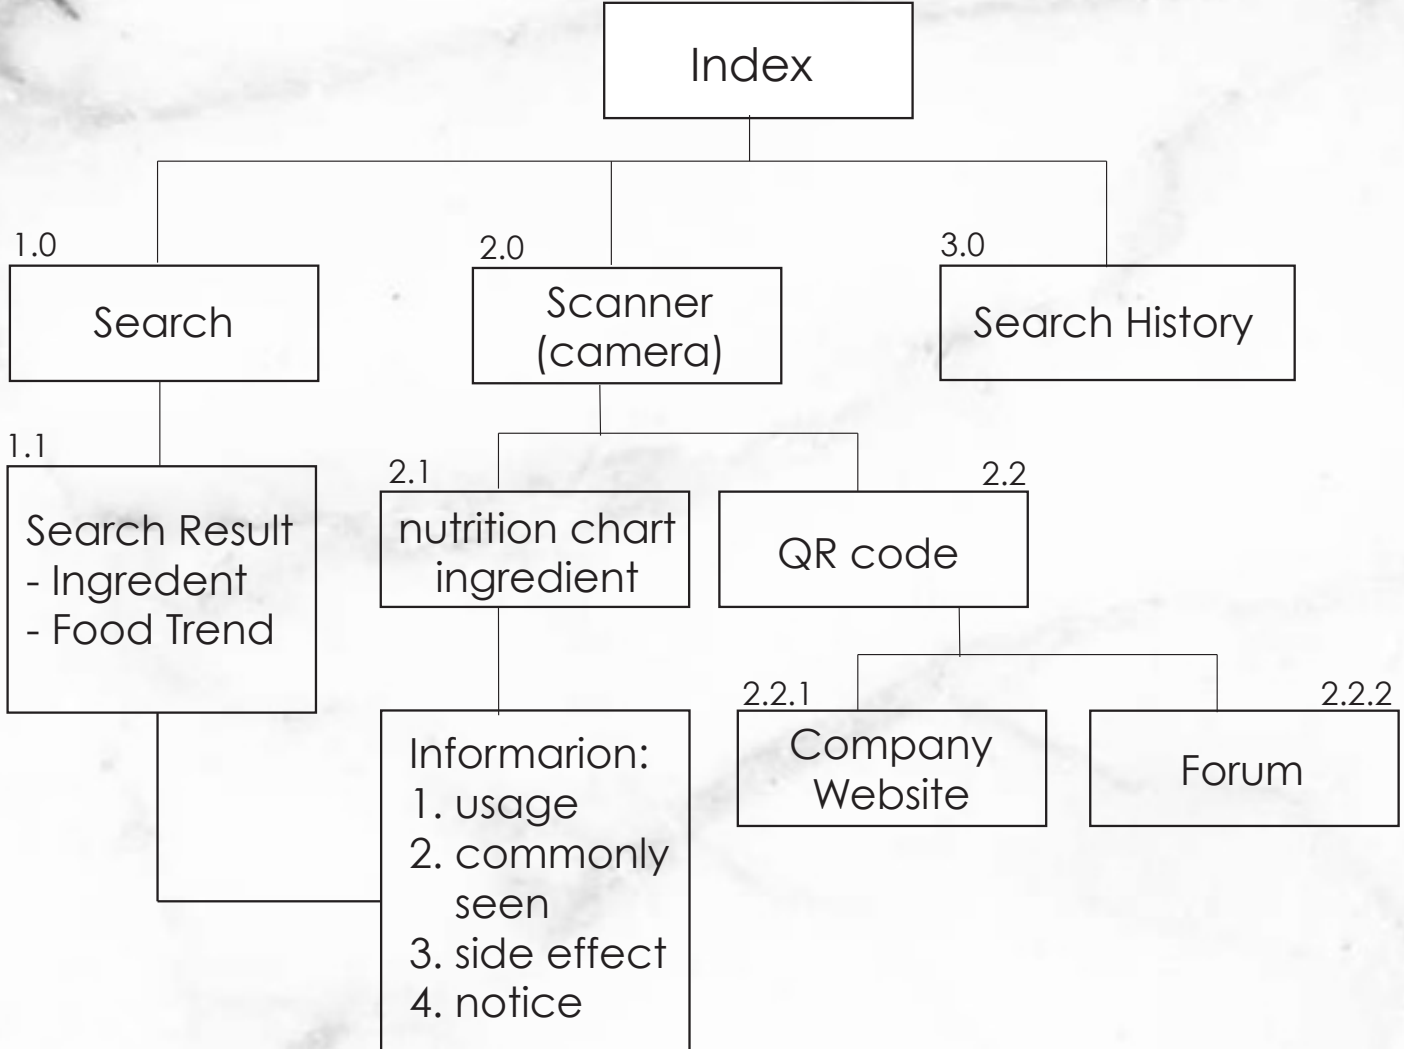 Index
1.0
Search
2.0
Scanner
(camera)
3.0
Search History
1.1
Search Result
- Ingredent
- Food Trend
2.1
nutrition chart
ingredient
2.2
QR code
Informarion:
1. usage
2. commonly
seen
3. side effect
4. notice
2.2.1
Company
Website
2.2.2
Forum